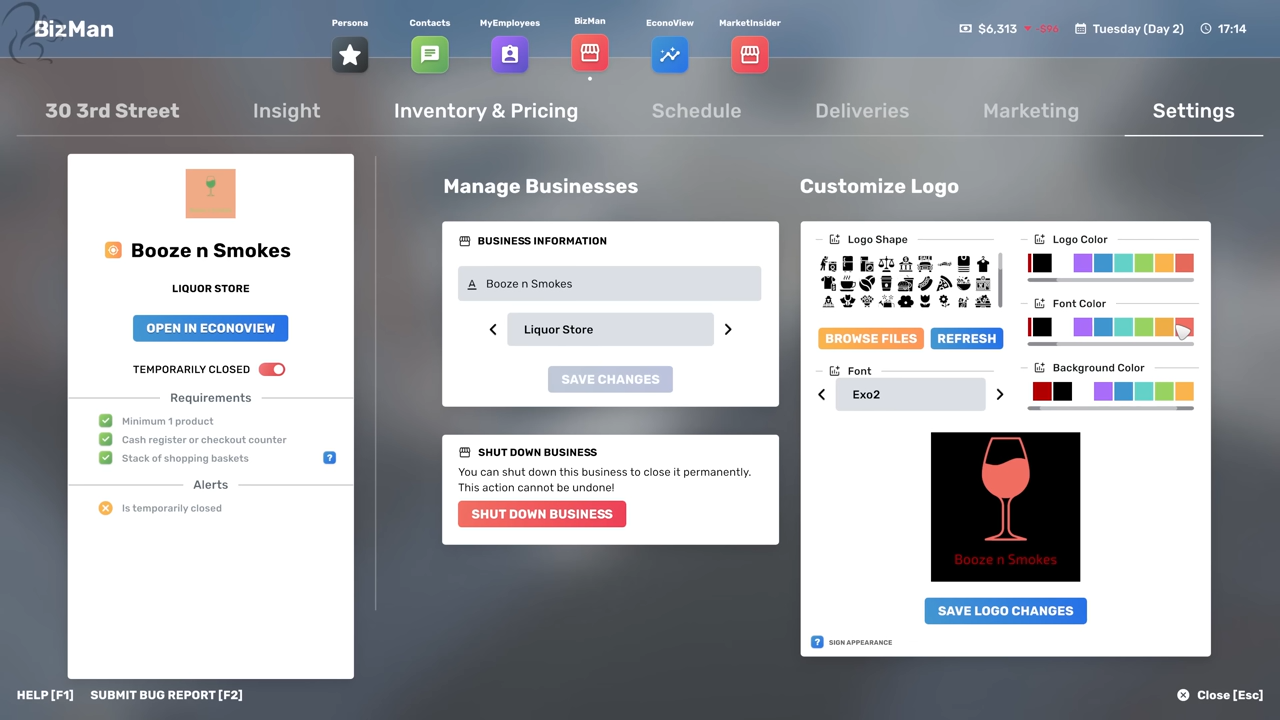 BizMan
Persona
Contacts
MyEmployees
BizMan
EconoView
MarketInsider
$6,313 -$96
Tuesday (Day 2)
17:14
30 3rd Street
Insight
Inventory & Pricing
Schedule
Deliveries
Marketing
Settings
Booze n Smokes
LIQUOR STORE
OPEN IN ECONOVIEW
TEMPORARILY CLOSED
Requirements
Minimum 1 product
Cash register or checkout counter
Stack of shopping baskets
?
Alerts
Is temporarily closed
Manage Businesses
BUSINESS INFORMATION
Booze n Smokes
Liquor Store
SAVE CHANGES
SHUT DOWN BUSINESS
You can shut down this business to close it permanently.
This action cannot be undone!
SHUT DOWN BUSINESS
Customize Logo
Logo Shape
BROWSE FILES
REFRESH
Font
Exo2
Logo Color
Font Color
Background Color
Booze n Smokes
SAVE LOGO CHANGES
? SIGN APPEARANCE
HELP [F1]
SUBMIT BUG REPORT [F2]
Close [Esc]